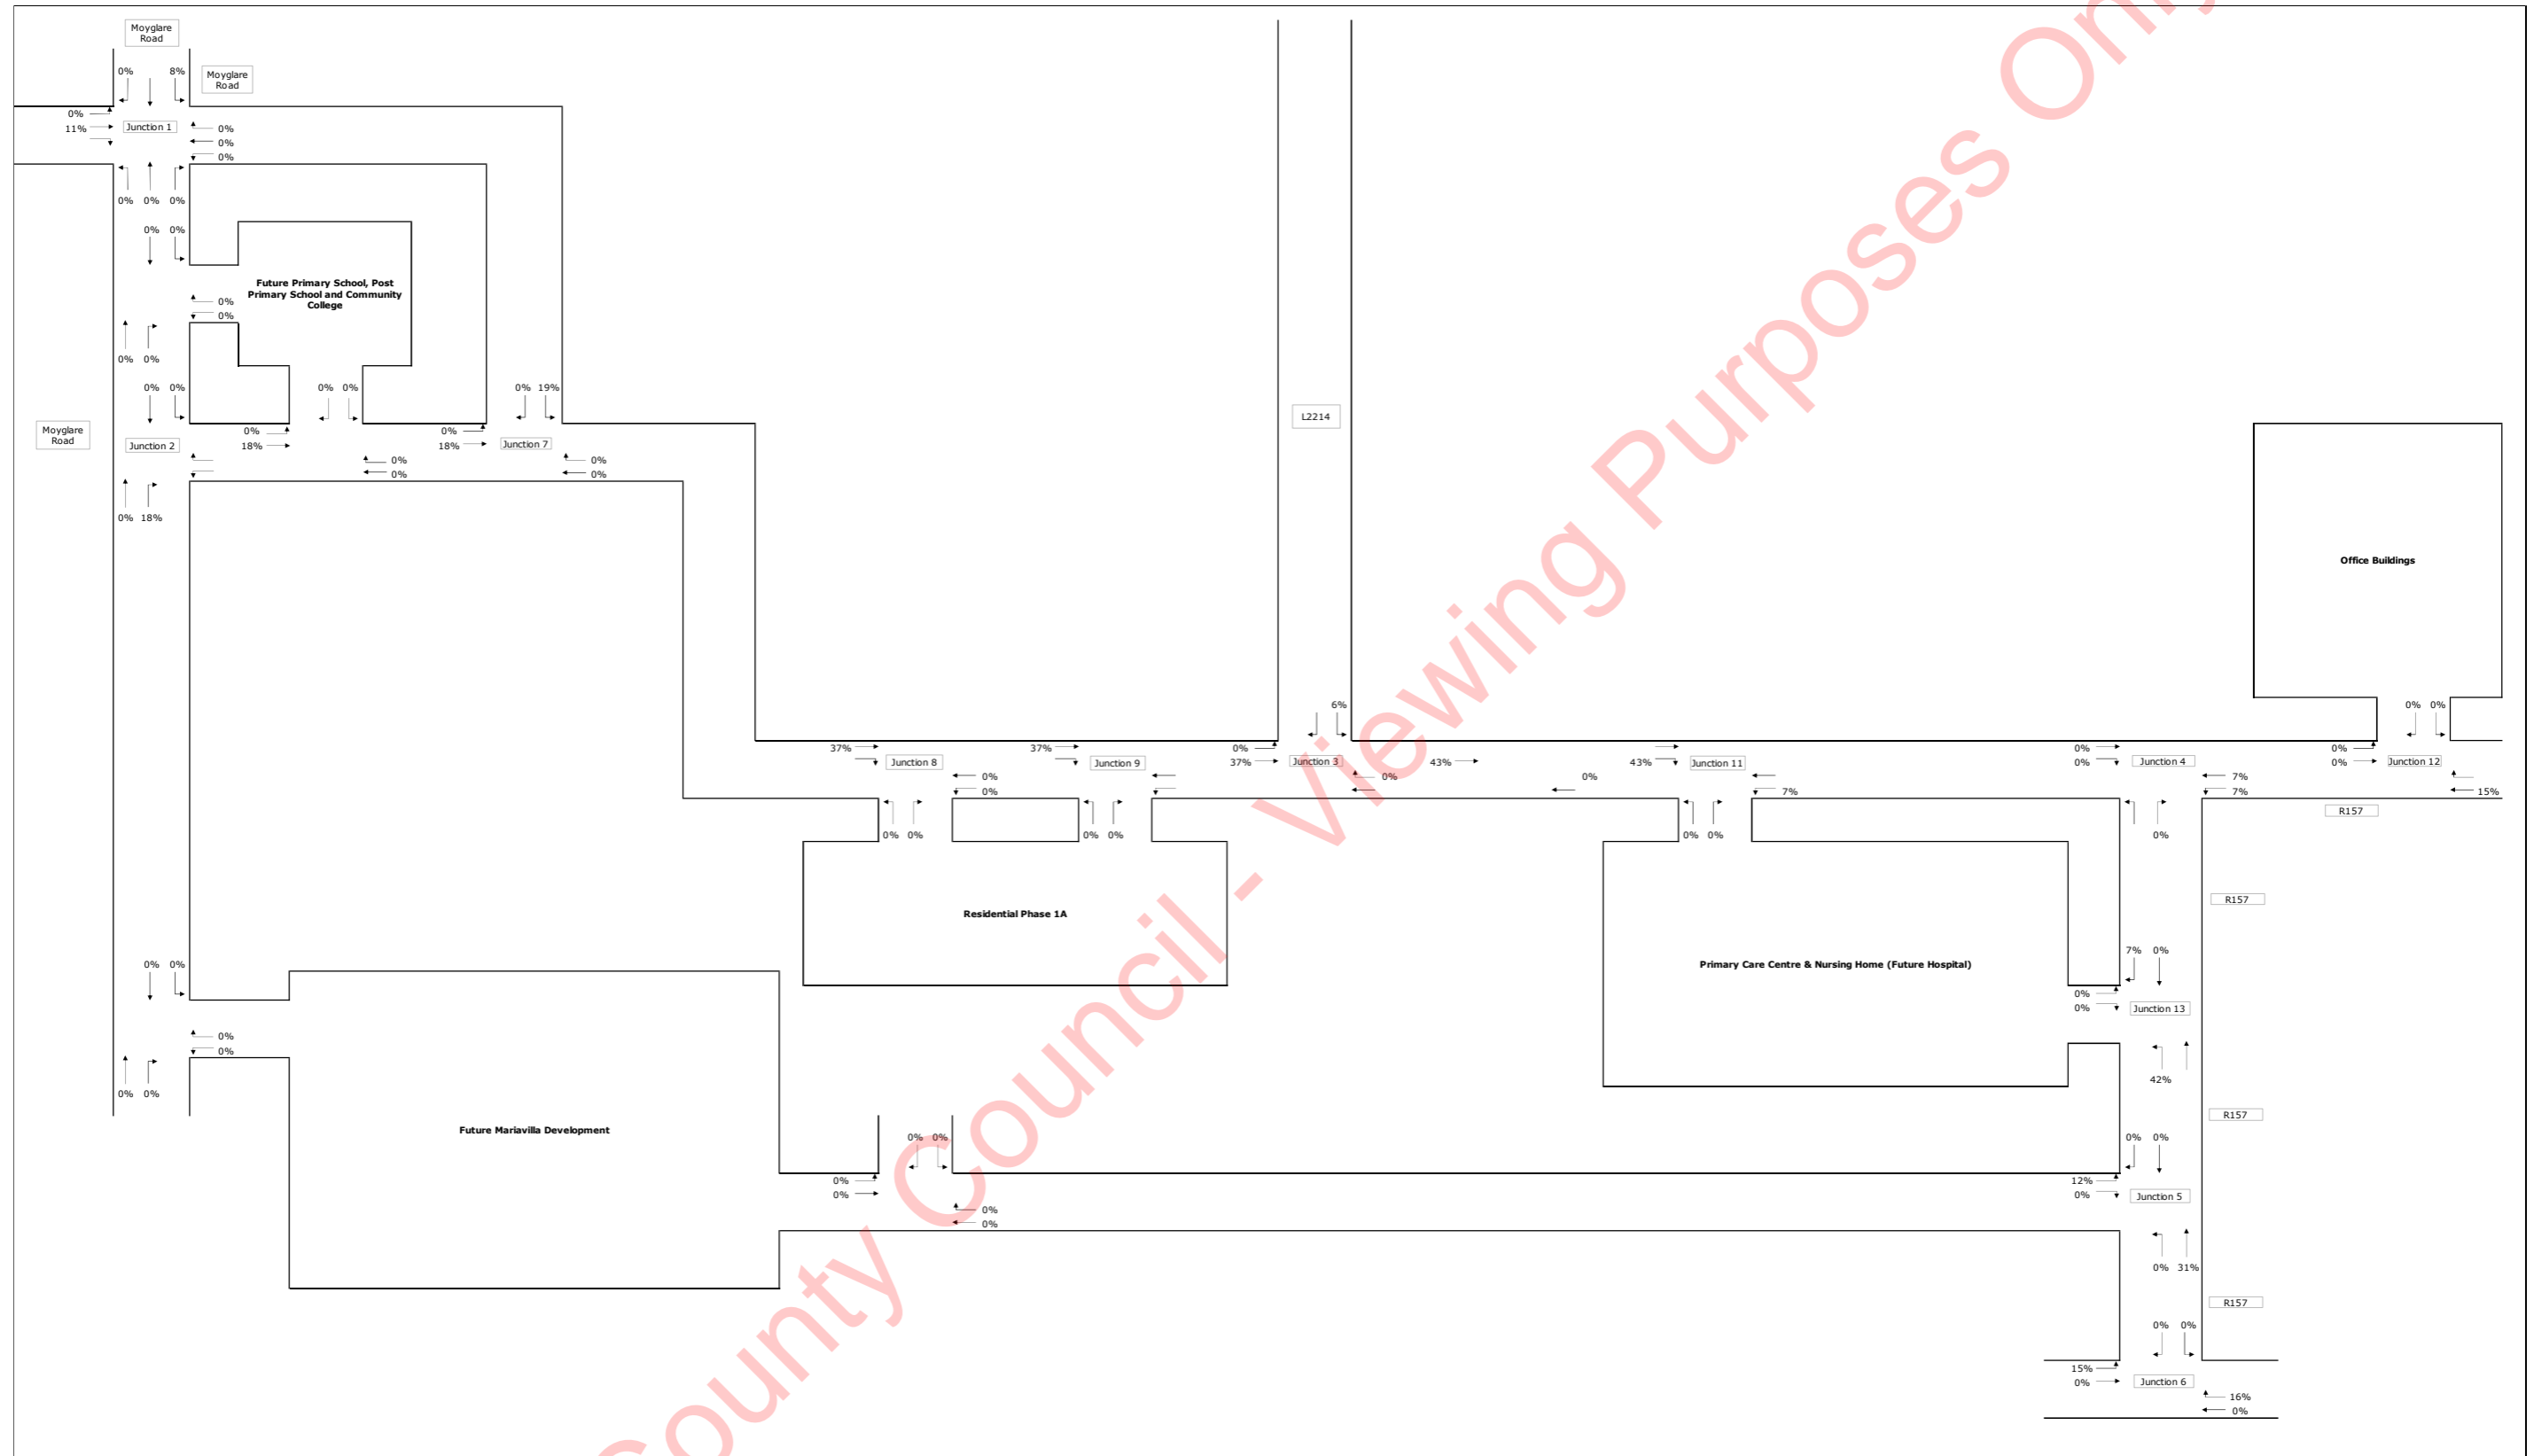 Moyglare
Road
0% 8%
Moyglare
Road
0%
11%
Junction 1
0%
0%
0%
0% 0% 0%
0% 0%
Future Primary School, Post
Primary School and Community
College
0%
0%
0% 0%
0% 0%
0% 0%
0% 19%
Moyglare
Road
L2214
Junction 2
0%
18%
0%
18%
Junction 7
0%
0%
0%
0%
0% 18%
Office Buildings
6%
0% 0%
37%
Junction 8
37%
Junction 9
0%
37%
Junction 3
43%
43%
Junction 11
0%
0%
Junction 4
0%
0%
Junction 12
0%
0%
0%
0%
7%
7%
7%
15%
R157
0% 0%
0% 0%
0% 0%
0%
R157
Residential Phase 1A
Primary Care Centre & Nursing Home (Future Hospital)
0% 0%
7% 0%
0%
0%
Junction 13
0%
0%
0% 0%
42%
R157
Future Mariavilla Development
0% 0%
0% 0%
0%
0%
12%
0%
Junction 5
0%
0%
0% 31%
R157
0% 0%
15%
0%
Junction 6
16%
0%
County Council - Viewing Purposes Only